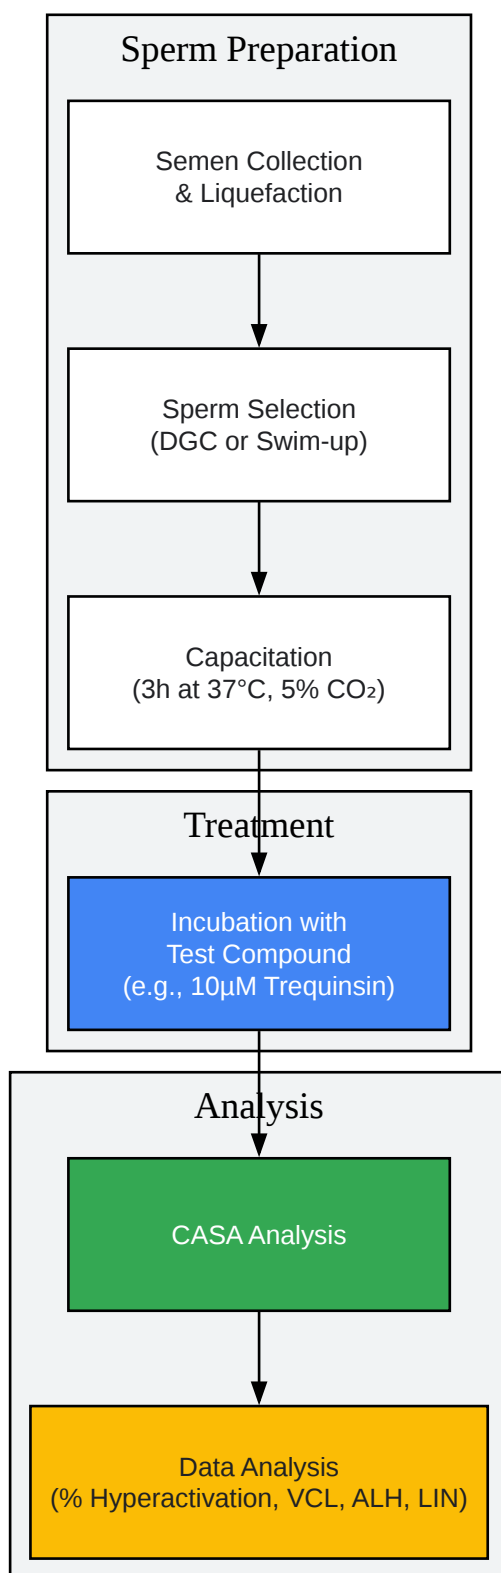 Sperm Preparation
Semen Collection
& Liquefaction
Sperm Selection
(DGC or Swim-up)
Capacitation
(3h at 37°C, 5% CO₂)
Treatment
Incubation with
Test Compound
(e.g., 10µM Trequinsin)
Analysis
CASA Analysis
Data Analysis
(% Hyperactivation, VCL, ALH, LIN)